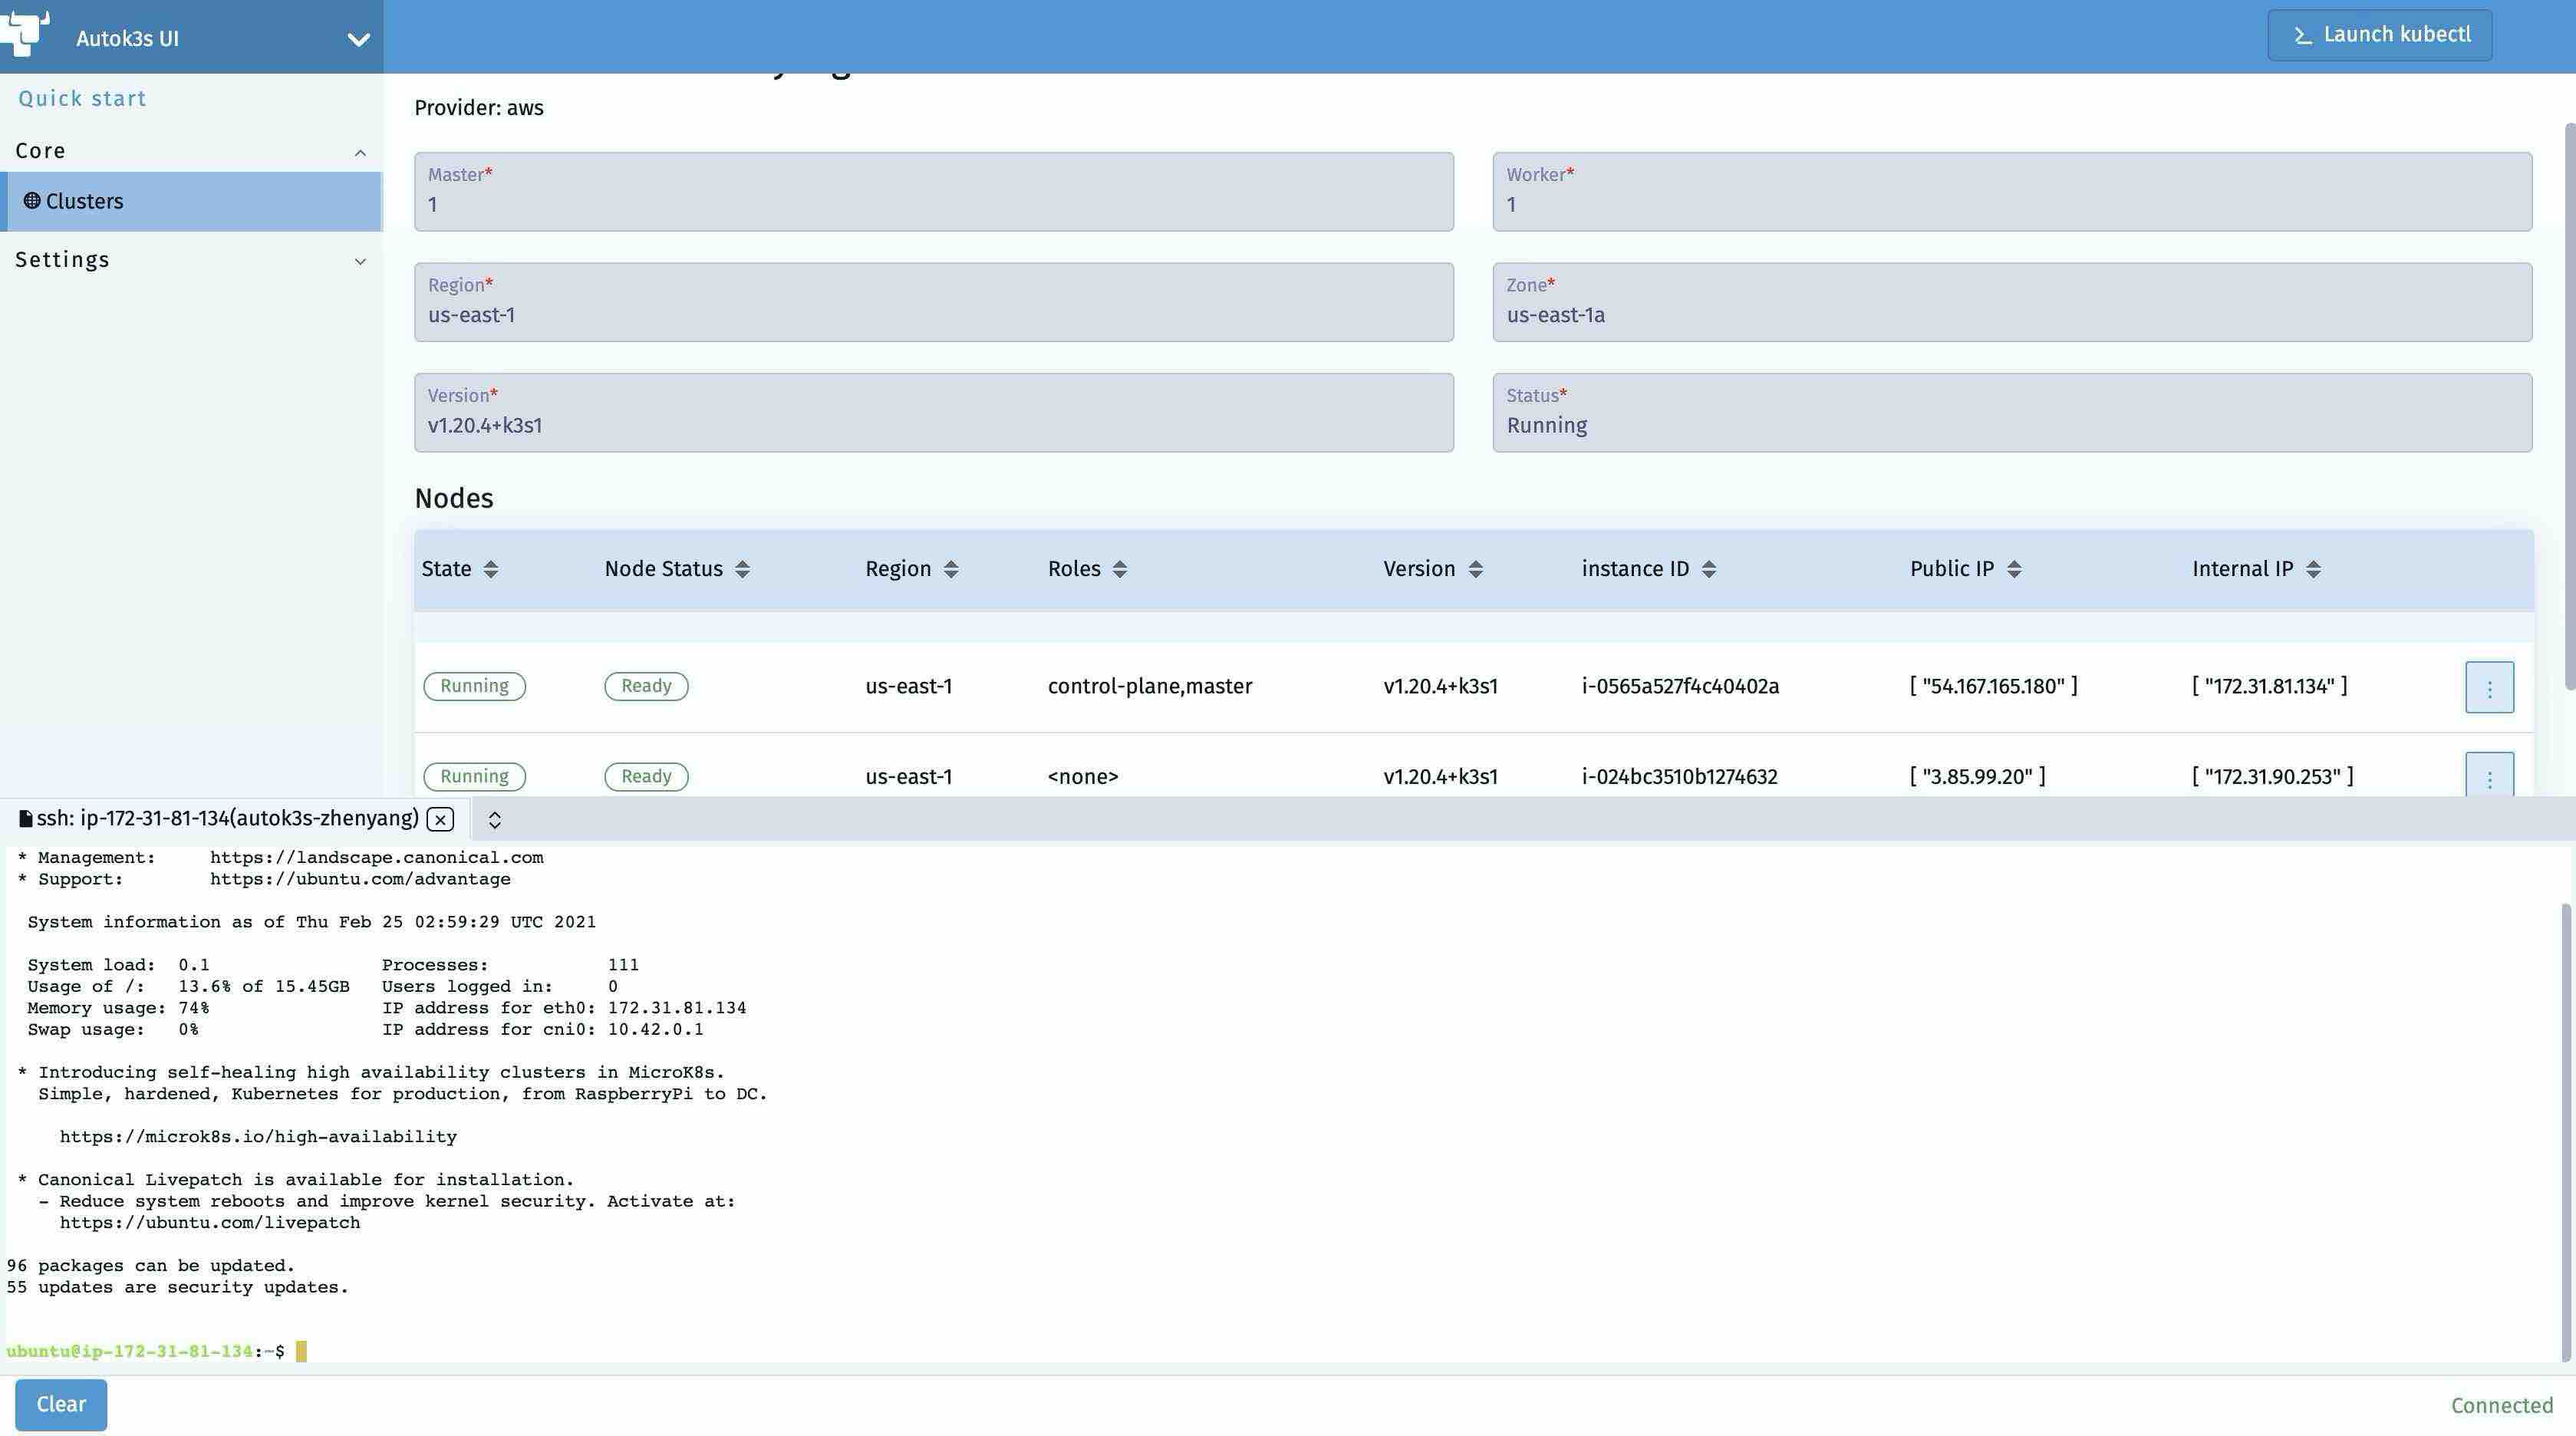 Autok3s UI
Launch kubectl
Quick start
Core
Clusters
Settings
Provider: aws
Master*
1
Worker*
1
Region*
us-east-1
Zone*
us-east-1a
Version*
v1.20.4+k3s1
Status*
Running
Nodes
State Node Status Region Roles Version instance ID Public IP Internal IP
Running Ready us-east-1 control-plane,master v1.20.4+k3s1 i-0565a527f4c40402a [ "54.167.165.180" ] [ "172.31.81.134" ]
Running Ready us-east-1 <none> v1.20.4+k3s1 i-024bc3510b1274632 [ "3.85.99.20" ] [ "172.31.90.253" ]
ssh: ip-172-31-81-134(autok3s-zhenyang)
* Management:     https://landscape.canonical.com
* Support:        https://ubuntu.com/advantage
System information as of Thu Feb 25 02:59:29 UTC 2021
System load:  0.1                Processes:           111
Usage of /:   13.6% of 15.45GB   Users logged in:     0
Memory usage: 74%                IP address for eth0: 172.31.81.134
Swap usage:   0%                 IP address for cni0: 10.42.0.1
* Introducing self-healing high availability clusters in MicroK8s.
Simple, hardened, Kubernetes for production, from RaspberryPi to DC.
https://microk8s.io/high-availability
* Canonical Livepatch is available for installation.
- Reduce system reboots and improve kernel security. Activate at:
https://ubuntu.com/livepatch
96 packages can be updated.
55 updates are security updates.
ubuntu@ip-172-31-81-134:~$
Clear
Connected